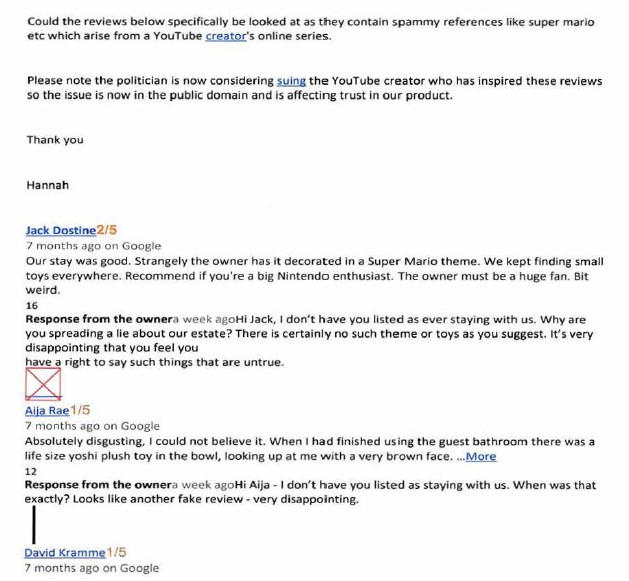 Could the reviews below specifically be looked at as they contain spammy references like super mario
etc which arise from a YouTube creator's online series.
Please note the politician is now considering suing the YouTube creator who has inspired these reviews
so the issue is now in the public domain and is affecting trust in our product.
Thank you
Hannah
Jack Dostine2/5
7 months ago on Google
Our stay was good. Strangely the owner has it decorated in a Super Mario theme. We kept finding small
toys everywhere. Recommend if you're a big Nintendo enthusiast. The owner must be a huge fan. Bit
weird.
16
Response from the ownera week agoHi Jack, I don't have you listed as ever staying with us. Why are
you spreading a lie about our estate? There is certainly no such theme or toys as you suggest. It's very
disappointing that you feel you
have a right to say such things that are untrue.
Aija Rae1/5
7 months ago on Google
Absolutely disgusting, I could not believe it. When I had finished using the guest bathroom there was a
life size yoshi plush toy in the bowl, looking up at me with a very brown face. ...More
12
Response from the ownera week agoHi Aija - I don't have you listed as staying with us. When was that
exactly? Looks like another fake review - very disappointing.
David Kramme1/5
7 months ago on Google